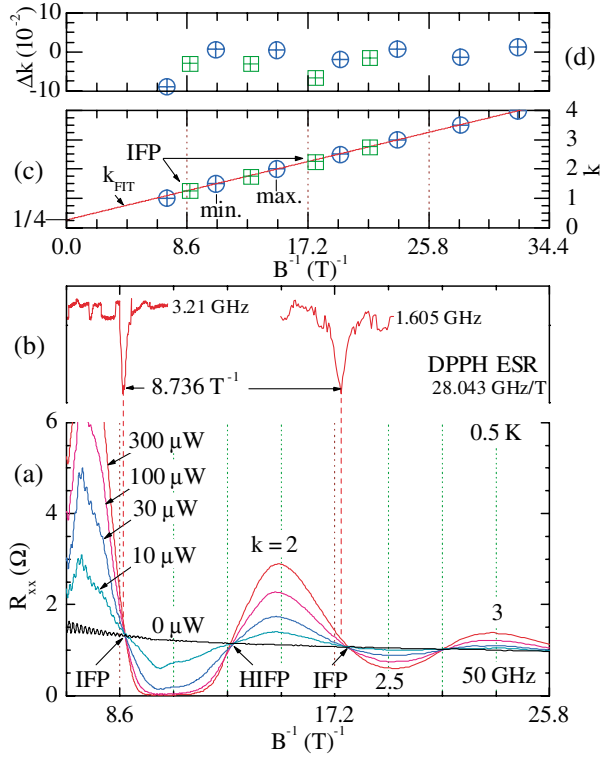 Δk (10⁻²)
10
0
-10
(d)
(c)
IFP
k_FIT
min.
max.
1/4
4
3
2
1
0
k
0.0 8.6 17.2 25.8 34.4
B⁻¹ (T)⁻¹
(b)
3.21 GHz
1.605 GHz
8.736 T⁻¹
DPPH ESR
28.043 GHz/T
(a)
R_xx (Ω)
6
4
2
0
300 μW
100 μW
30 μW
10 μW
0 μW
0.5 K
k = 2
3
IFP
HIFP
IFP
2.5
50 GHz
8.6 17.2 25.8
B⁻¹ (T)⁻¹